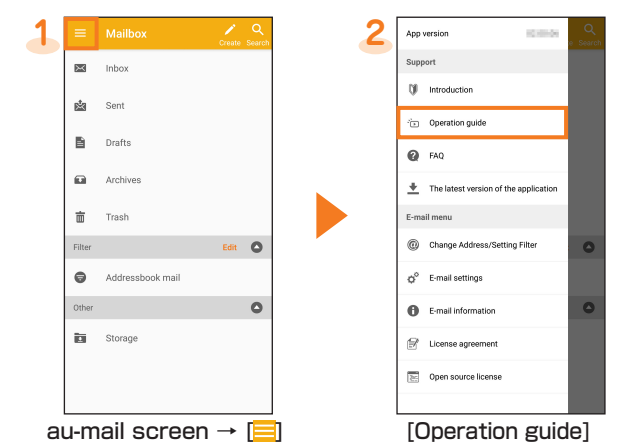 1
Mailbox
Create Search
Inbox
Sent
Drafts
Archives
Trash
Filter Edit
Addressbook mail
Other
Storage
au-mail screen → [ ]
2
App version
Support
Introduction
Operation guide
FAQ
The latest version of the application
E-mail menu
Change Address/Setting Filter
E-mail settings
E-mail information
License agreement
Open source license
[Operation guide]